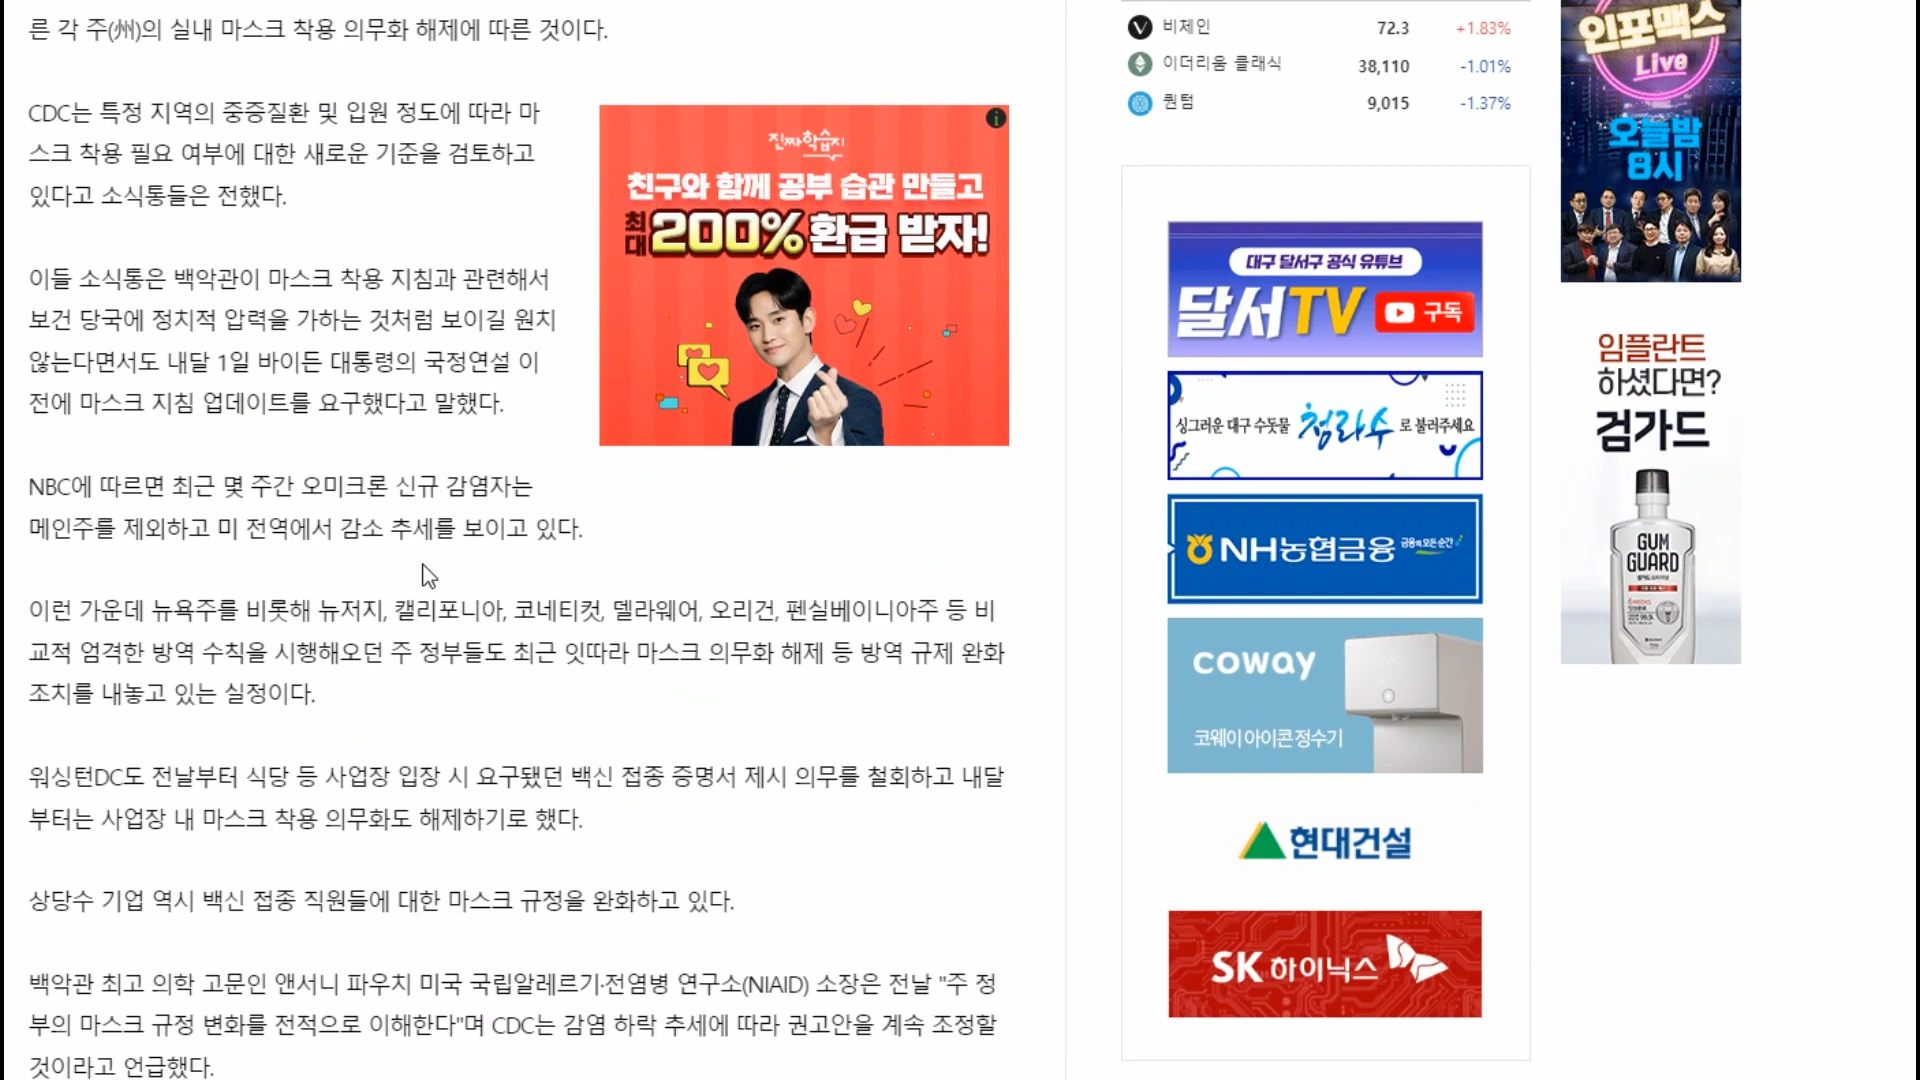 른 각 주(州)의 실내 마스크 착용 의무화 해제에 따른 것이다.
CDC는 특정 지역의 중증질환 및 입원 정도에 따라 마
스크 착용 필요 여부에 대한 새로운 기준을 검토하고
있다고 소식통들은 전했다.
이들 소식통은 백악관이 마스크 착용 지침과 관련해서
보건 당국에 정치적 압력을 가하는 것처럼 보이길 원치
않는다면서도 내달 1일 바이든 대통령의 국정연설 이
전에 마스크 지침 업데이트를 요구했다고 말했다.
NBC에 따르면 최근 몇 주간 오미크론 신규 감염자는
메인주를 제외하고 미 전역에서 감소 추세를 보이고 있다.
이런 가운데 뉴욕주를 비롯해 뉴저지, 캘리포니아, 코네티컷, 델라웨어, 오리건, 펜실베이니아주 등 비
교적 엄격한 방역 수칙을 시행해오던 주 정부들도 최근 잇따라 마스크 의무화 해제 등 방역 규제 완화
조치를 내놓고 있는 실정이다.
워싱턴DC도 전날부터 식당 등 사업장 입장 시 요구됐던 백신 접종 증명서 제시 의무를 철회하고 내달
부터는 사업장 내 마스크 착용 의무화도 해제하기로 했다.
상당수 기업 역시 백신 접종 직원들에 대한 마스크 규정을 완화하고 있다.
백악관 최고 의학 고문인 앤서니 파우치 미국 국립알레르기·전염병 연구소(NIAID) 소장은 전날 "주 정
부의 마스크 규정 변화를 전적으로 이해한다"며 CDC는 감염 하락 추세에 따라 권고안을 계속 조정할
것이라고 언급했다.
진짜학습지
친구와 함께 공부 습관 만들고
최대 200% 환급 받자!
비체인 72.3 +1.83%
이더리움 클래식 38,110 -1.01%
퀀텀 9,015 -1.37%
대구 달서구 공식 유튜브
달서TV 구독
싱그러운 대구 수돗물 청라수 로 불러주세요
NH농협금융 금융의 모든 순간
coway
코웨이 아이콘 정수기
현대건설
SK 하이닉스
인포맥스
Live
오늘밤
8시
임플란트
하셨다면?
검가드
GUM
GUARD